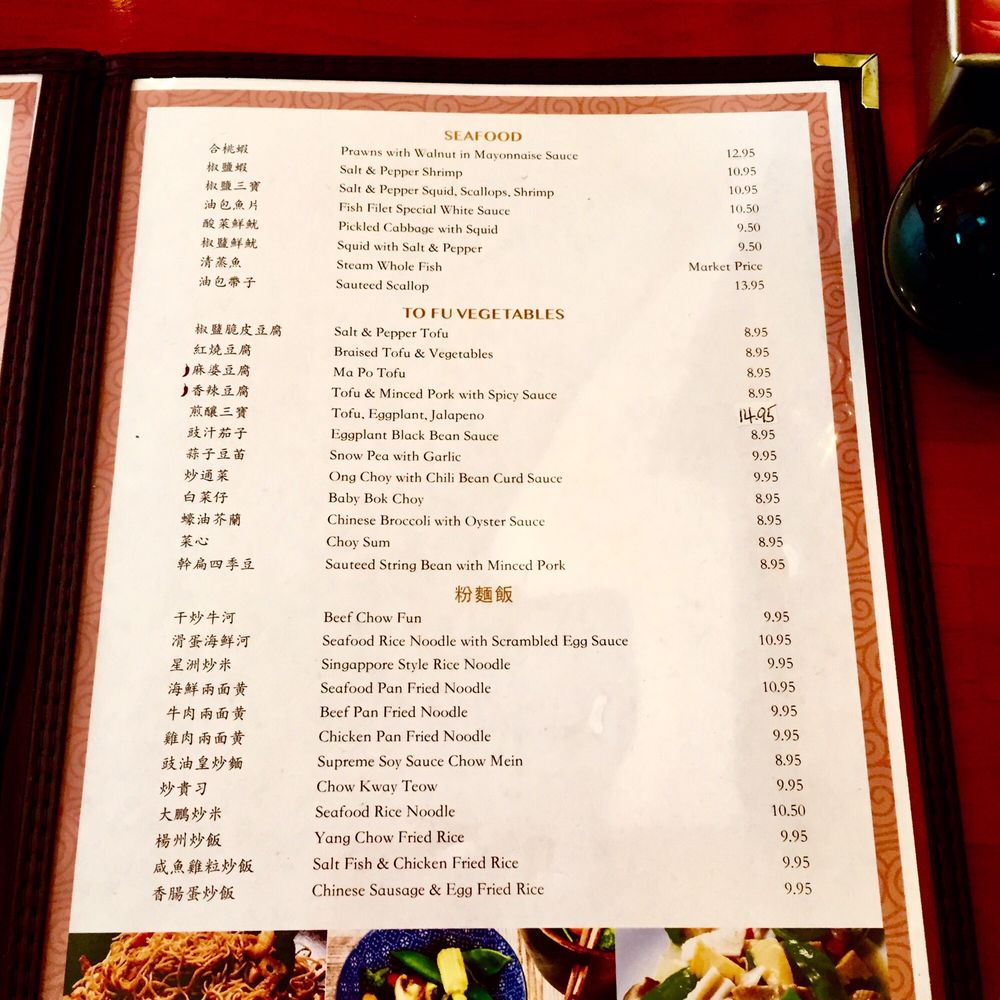 SEAFOOD
合桃蝦 Prawns with Walnut in Mayonnaise Sauce 12.95
椒鹽蝦 Salt & Pepper Shrimp 10.95
椒鹽三寶 Salt & Pepper Squid, Scallops, Shrimp 10.95
油包魚片 Fish Filet Special White Sauce 10.50
酸菜鮮魷 Pickled Cabbage with Squid 9.50
椒鹽鮮魷 Squid with Salt & Pepper 9.50
清蒸魚 Steam Whole Fish Market Price
油包帶子 Sauteed Scallop 13.95
TO FU VEGETABLES
椒鹽脆皮豆腐 Salt & Pepper Tofu 8.95
紅燒豆腐 Braised Tofu & Vegetables 8.95
麻婆豆腐 Ma Po Tofu 8.95
香辣豆腐 Tofu & Minced Pork with Spicy Sauce 8.95
煎釀三寶 Tofu, Eggplant, Jalapeno 14.95
豉汁茄子 Eggplant Black Bean Sauce 8.95
蒜子豆苗 Snow Pea with Garlic 9.95
炒通菜 Ong Choy with Chili Bean Curd Sauce 9.95
白菜仔 Baby Bok Choy 8.95
蠔油芥蘭 Chinese Broccoli with Oyster Sauce 8.95
菜心 Choy Sum 8.95
幹扁四季豆 Sauteed String Bean with Minced Pork 8.95
粉麵飯
干炒牛河 Beef Chow Fun 9.95
滑蛋海鮮河 Seafood Rice Noodle with Scrambled Egg Sauce 10.95
星洲炒米 Singappore Style Rice Noodle 9.95
海鮮兩面黃 Seafood Pan Fried Noodle 10.95
牛肉兩面黃 Beef Pan Fried Noodle 9.95
雞肉兩面黃 Chicken Pan Fried Noodle 9.95
豉油皇炒麵 Supreme Soy Sauce Chow Mein 8.95
炒貴习 Chow Kway Teow 9.95
大鵬炒米 Seafood Rice Noodle 10.50
楊州炒飯 Yang Chow Fried Rice 9.95
咸魚雞粒炒飯 Salt Fish & Chicken Fried Rice 9.95
香腸蛋炒飯 Chinese Sausage & Egg Fried Rice 9.95